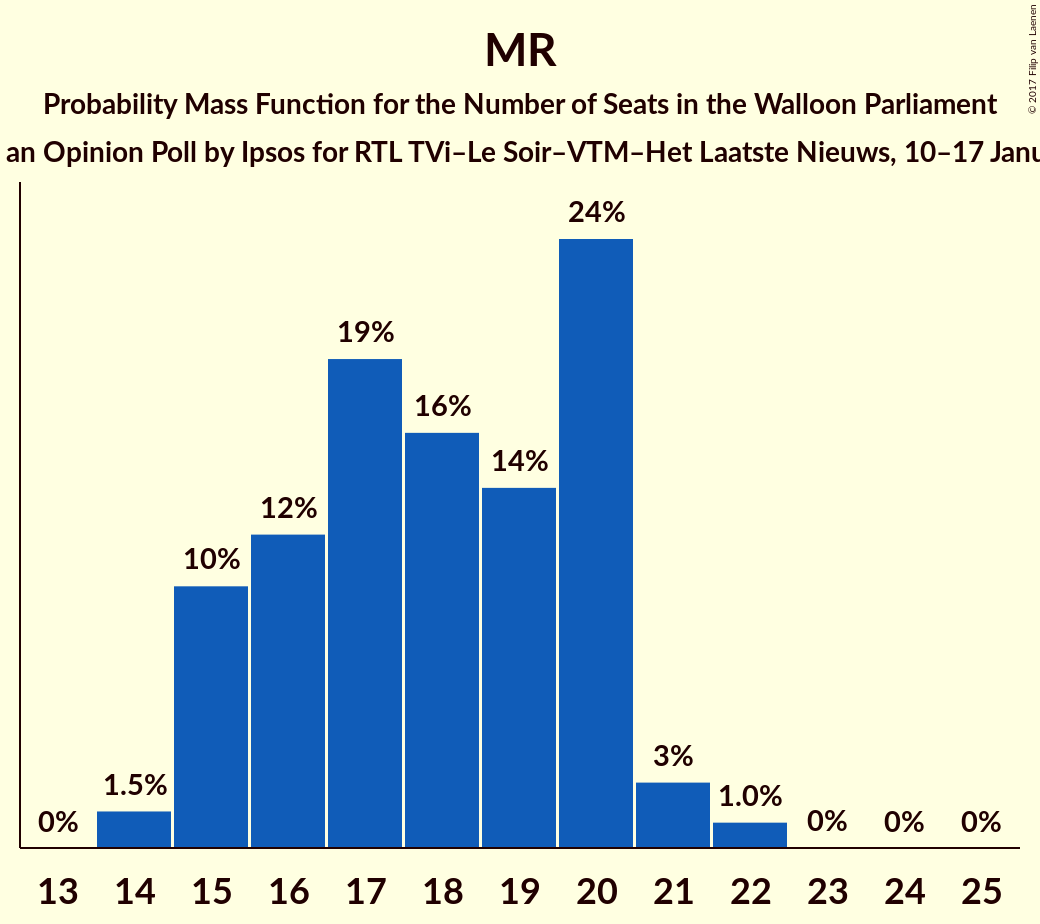 MR
Probability Mass Function for the Number of Seats in the Walloon Parliament
an Opinion Poll by Ipsos for RTL TVi–Le Soir–VTM–Het Laatste Nieuws, 10–17 Janu
© 2017 Filip van Laenen
24%
19%
16%
14%
12%
10%
3%
1.5%
1.0%
0%
0%
0%
0%
13 14 15 16 17 18 19 20 21 22 23 24 25